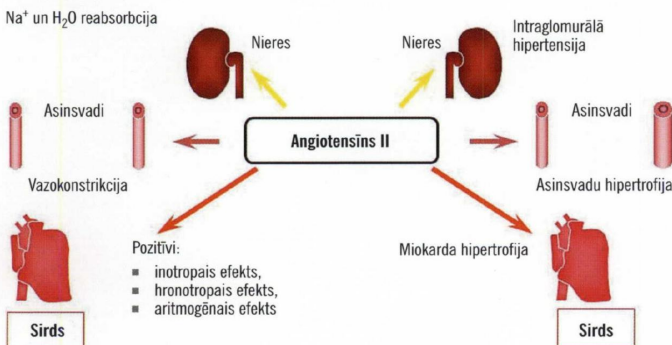 Na⁺ un H₂O reabsorbcija
Nieres
Nieres
Intraglomurālā
hipertensija
Asinsvadi
Angiotensīns II
Asinsvadi
Vazokonstrikcija
Asinsvadu hipertrofija
Pozitīvi:
▪ inotropais efekts,
▪ hronotropais efekts,
▪ aritmogēnais efekts
Miokarda hipertrofija
Sirds
Sirds